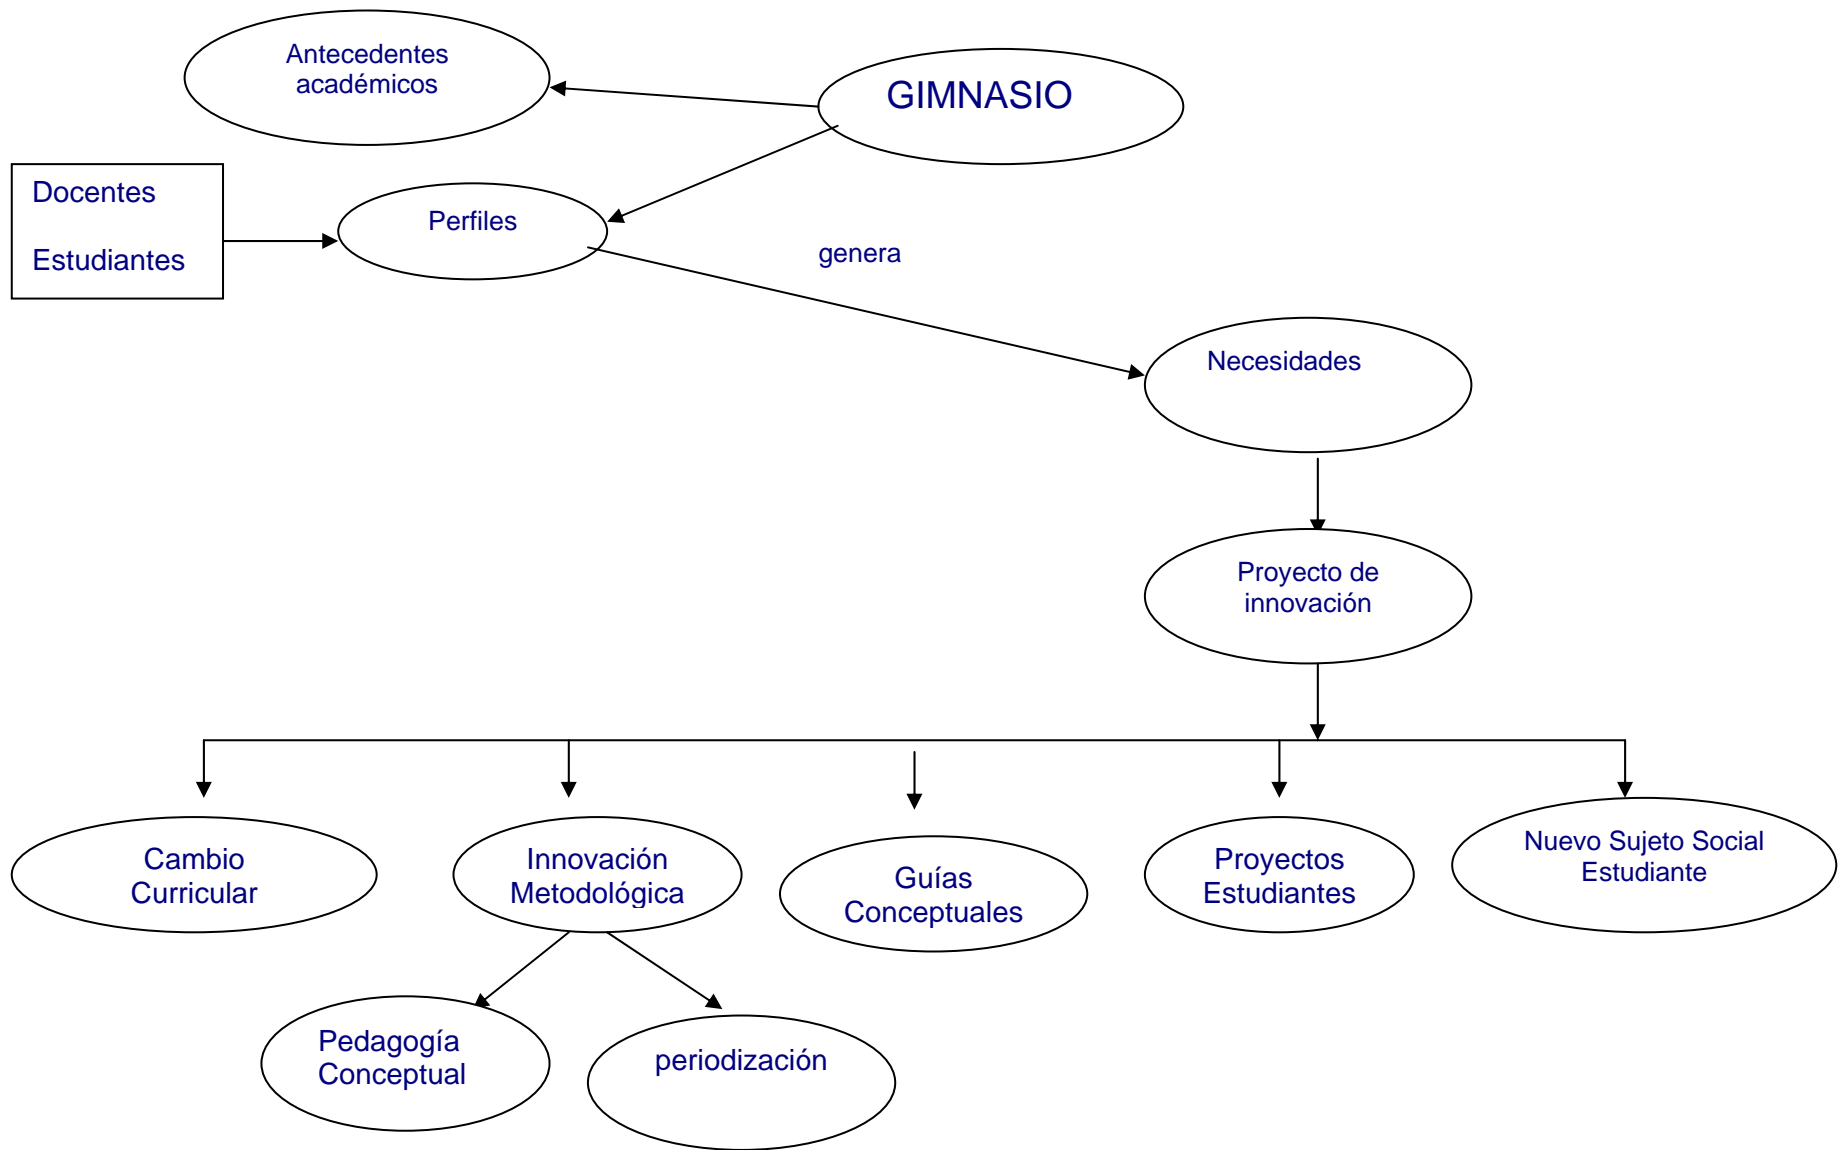 Antecedentes
académicos
GIMNASIO
Docentes
Estudiantes
Perfiles
genera
Necesidades
Proyecto de
innovación
Cambio
Curricular
Innovación
Metodológica
Guías
Conceptuales
Proyectos
Estudiantes
Nuevo Sujeto Social
Estudiante
Pedagogía
Conceptual
periodización